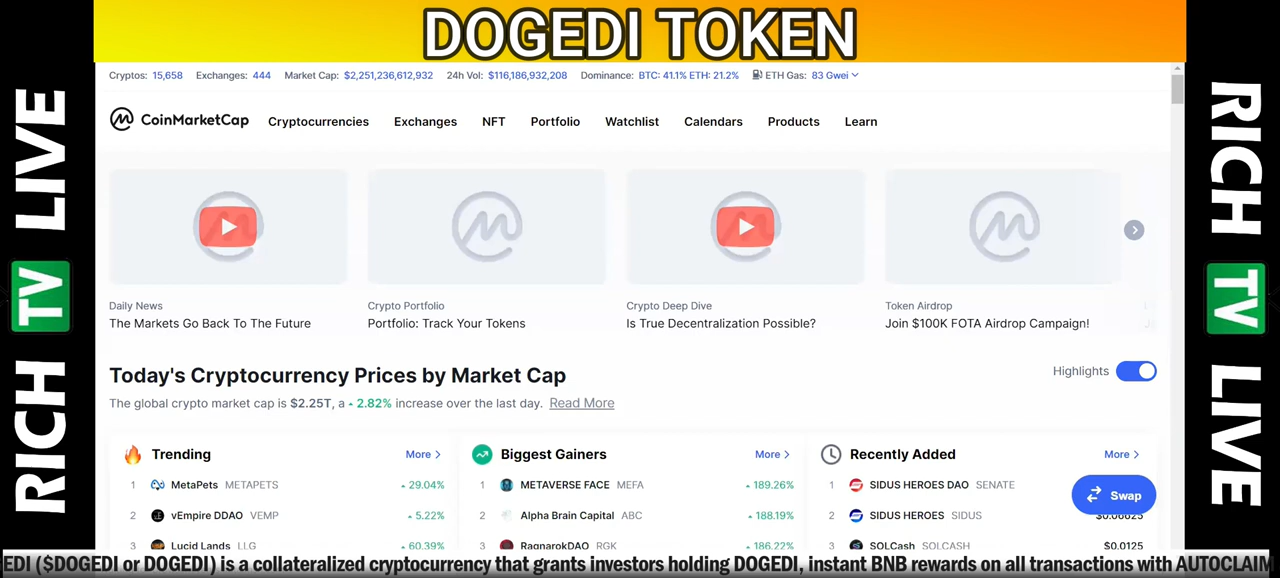 DOGEDI TOKEN
RICH TV LIVE
RICH TV LIVE
Cryptos: 15,658 Exchanges: 444 Market Cap: $2,251,236,612,932 24h Vol: $116,186,932,208 Dominance: BTC: 41.1% ETH: 21.2% ETH Gas: 83 Gwei
CoinMarketCap Cryptocurrencies Exchanges NFT Portfolio Watchlist Calendars Products Learn
Daily News
The Markets Go Back To The Future
Crypto Portfolio
Portfolio: Track Your Tokens
Crypto Deep Dive
Is True Decentralization Possible?
Token Airdrop
Join $100K FOTA Airdrop Campaign!
Today's Cryptocurrency Prices by Market Cap
Highlights
The global crypto market cap is $2.25T, a 2.82% increase over the last day. Read More
Trending More
1 MetaPets METAPETS 29.04%
2 vEmpire DDAO VEMP 5.22%
3 Lucid Lands LLG 60.39%
Biggest Gainers More
1 METAVERSE FACE MEFA 189.26%
2 Alpha Brain Capital ABC 188.19%
3 RagnarokDAO RGK 186.22%
Recently Added More
1 SIDUS HEROES DAO SENATE
2 SIDUS HEROES SIDUS
3 SOLCash SOLCASH $0.0125
Swap
EDI ($DOGEDI or DOGEDI) is a collateralized cryptocurrency that grants investors holding DOGEDI, instant BNB rewards on all transactions with AUTOCLAIM